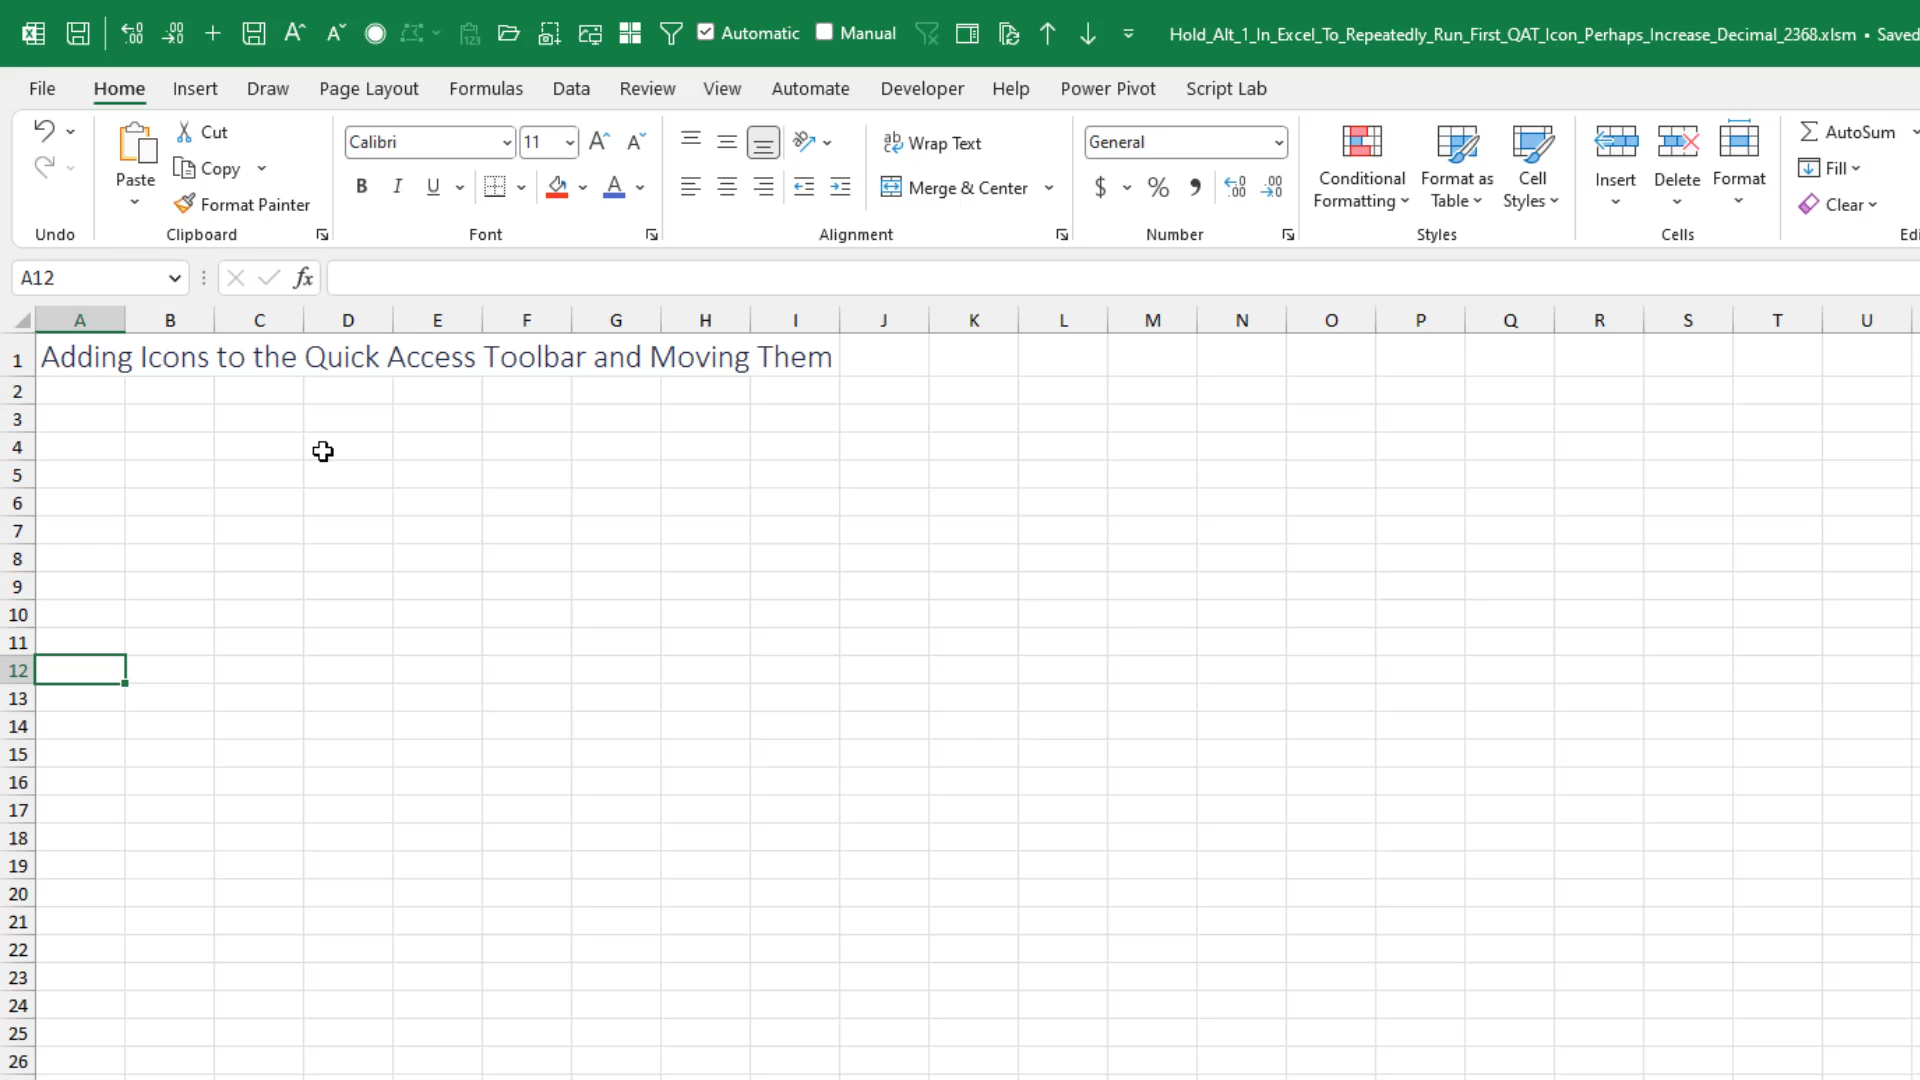 Automatic Manual Hold_Alt_1_In_Excel_To_Repeatedly_Run_First_QAT_Icon_Perhaps_Increase_Decimal_2368.xlsm • Saved
File Home Insert Draw Page Layout Formulas Data Review View Automate Developer Help Power Pivot Script Lab
Paste
Cut
Copy
Format Painter
Undo
Clipboard
Calibri 11
B I U A
Font
Wrap Text
Merge & Center
Alignment
General
$ %
Number
Conditional Formatting
Format as Table
Cell Styles
Styles
Insert Delete Format
Cells
AutoSum
Fill
Clear
A12 fx
A B C D E F G H I J K L M N O P Q R S T U
1 Adding Icons to the Quick Access Toolbar and Moving Them
2
3
4
5
6
7
8
9
10
11
12
13
14
15
16
17
18
19
20
21
22
23
24
25
26